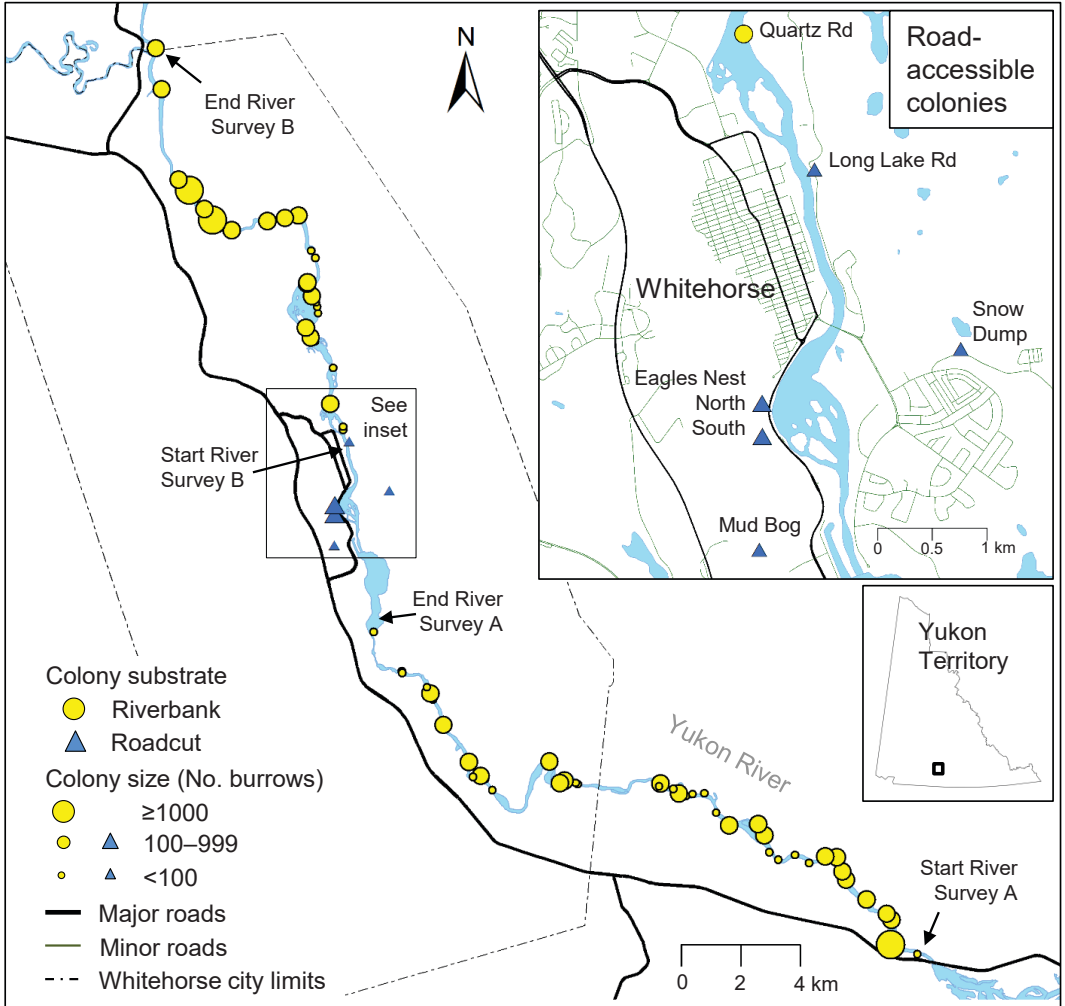 End River
Survey B
N
See
inset
Start River
Survey B
End River
Survey A
Yukon River
Start River
Survey A
0 2 4 km
Quartz Rd
Road-
accessible
colonies
Long Lake Rd
Whitehorse
Snow
Dump
Eagles Nest
North
South
Mud Bog
0 0.5 1 km
Yukon
Territory
Colony substrate
Riverbank
Roadcut
Colony size (No. burrows)
≥1000
100–999
<100
Major roads
Minor roads
Whitehorse city limits